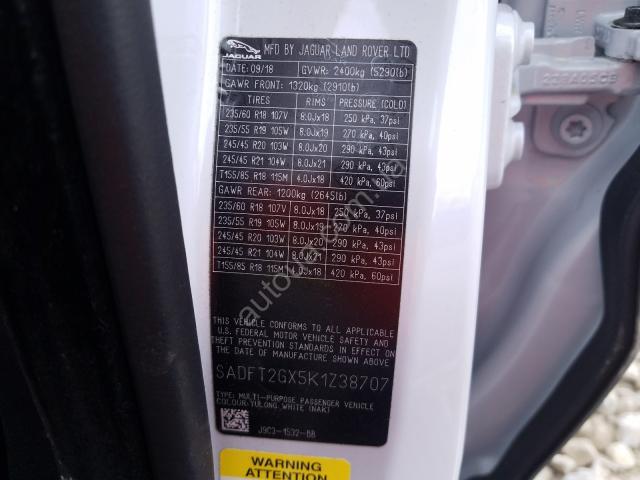 JAGUAR
MFD BY JAGUAR LAND ROVER LTD
DATE: 09/18 GVWR: 2400kg (5290lb)
GAWR FRONT: 1320kg (2910lb)
TIRES RIMS PRESSURE (COLD)
235/60 R18 107V 8.0Jx18 250 kPa, 37psi
235/55 R19 105W 8.0Jx19 270 kPa, 40psi
245/45 R20 103W 8.0Jx20 290 kPa, 43psi
245/45 R21 104W 8.0Jx21 290 kPa, 43psi
T155/85 R18 115M 4.0Jx18 420 kPa, 60psi
GAWR REAR: 1200kg (2645lb)
235/60 R18 107V 8.0Jx18 250 kPa, 37psi
235/55 R19 105W 8.0Jx19 270 kPa, 40psi
245/45 R20 103W 8.0Jx20 290 kPa, 43psi
245/45 R21 104W 8.0Jx21 290 kPa, 43psi
T155/85 R18 115M 4.0Jx18 420 kPa, 60psi
THIS VEHICLE CONFORMS TO ALL APPLICABLE
U.S. FEDERAL MOTOR VEHICLE SAFETY AND
THEFT PREVENTION STANDARDS IN EFFECT ON
THE DATE OF MANUFACTURE SHOWN ABOVE.
SADFT2GX5K1Z38707
TYPE: MULTI-PURPOSE PASSENGER VEHICLE
COLOUR: YULONG WHITE (NAK)
J9C3-1532-BB
WARNING
ANTITHEFT